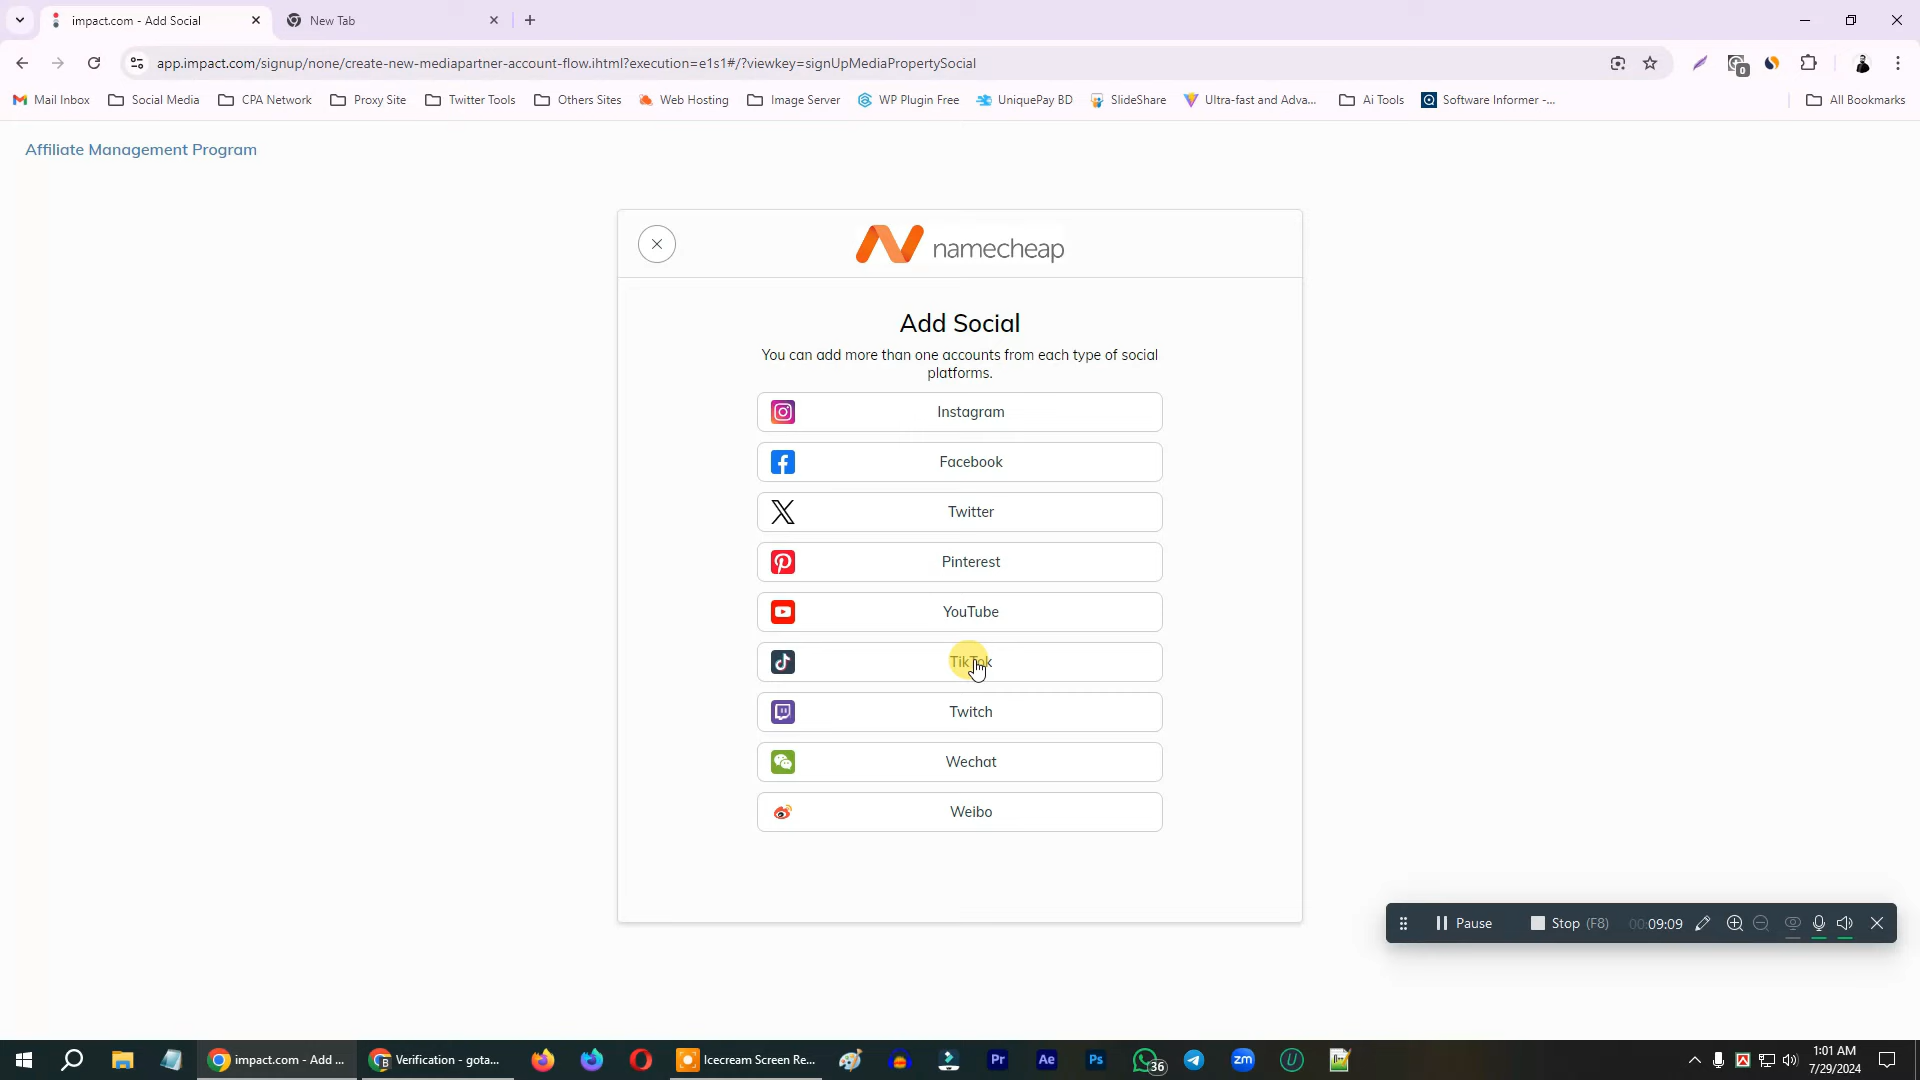 impact.com - Add Social
New Tab
app.impact.com/signup/none/create-new-mediapartner-account-flow.ihtml?execution=e1s1#/?viewkey=signUpMediaPropertySocial
0
Mail Inbox
Social Media
CPA Network
Proxy Site
Twitter Tools
Others Sites
Web Hosting
Image Server
WP Plugin Free
UniquePay BD
SlideShare
Ultra-fast and Adva...
Ai Tools
Software Informer -...
All Bookmarks
Affiliate Management Program
namecheap
Add Social
You can add more than one accounts from each type of social
platforms.
Instagram
Facebook
Twitter
Pinterest
YouTube
TikTok
Twitch
Wechat
Weibo
Pause
Stop (F8)
00:09:09
impact.com - Add ...
Verification - gota...
Icecream Screen Re...
Pr
Ae
Ps
36
zm
U
1:01 AM
7/29/2024